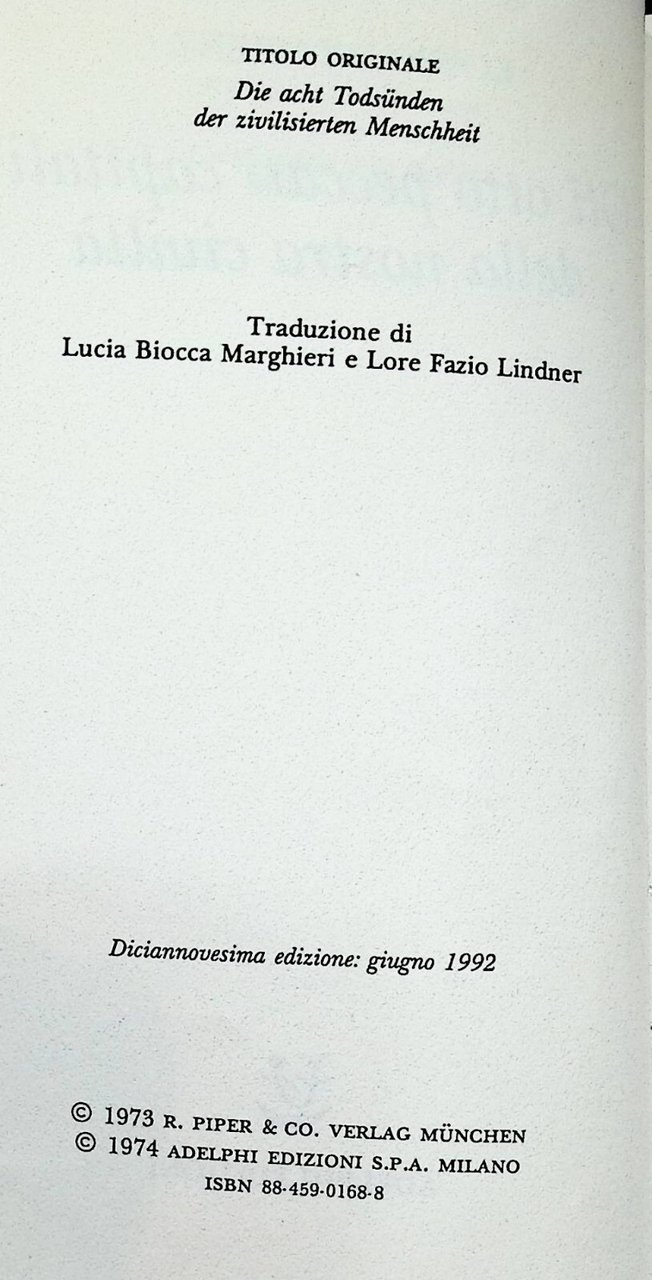 TITOLO ORIGINALE
Die acht Todsünden
der zivilisierten Menschheit
Traduzione di
Lucia Biocca Marghieri e Lore Fazio Lindner
Diciannovesima edizione: giugno 1992
© 1973 R. PIPER & CO. VERLAG MÜNCHEN
© 1974 ADELPHI EDIZIONI S.P.A. MILANO
ISBN 88-459-0168-8